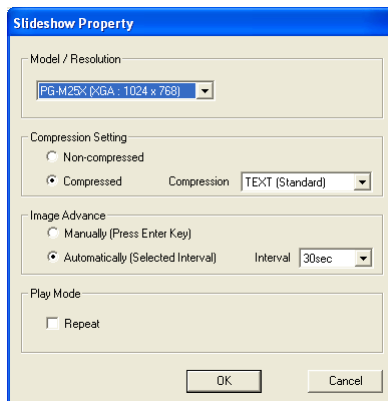 Slideshow Property
Model / Resolution
PG-M25X (XGA : 1024 x 768)
Compression Setting
Non-compressed
Compressed Compression TEXT (Standard)
Image Advance
Manually (Press Enter Key)
Automatically (Selected Interval) Interval 30sec
Play Mode
Repeat
OK Cancel